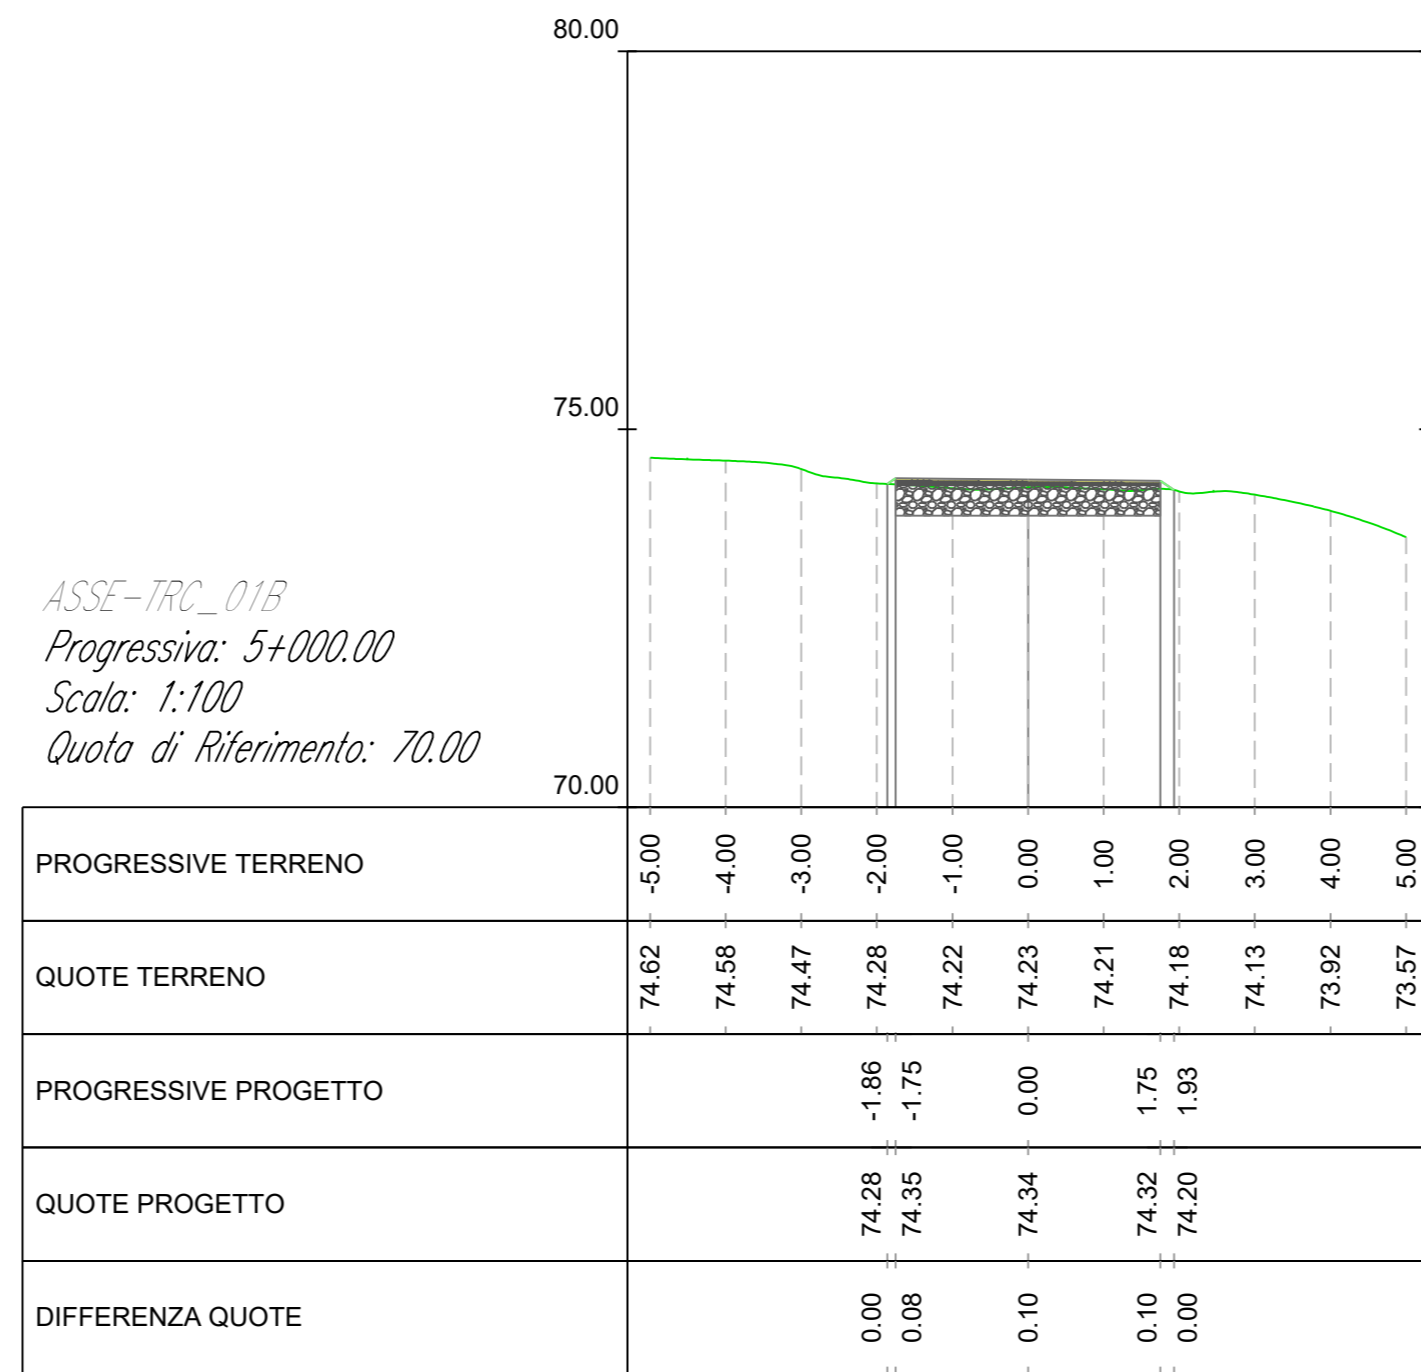 80.00
75.00
ASSE-TRC_01B
Progressiva: 5+000.00
Scala: 1:100
Quota di Riferimento: 70.00
70.00
PROGRESSIVE TERRENO -5.00 -4.00 -3.00 -2.00 -1.00 0.00 1.00 2.00 3.00 4.00 5.00
QUOTE TERRENO 74.62 74.58 74.47 74.28 74.22 74.23 74.21 74.18 74.13 73.92 73.57
PROGRESSIVE PROGETTO -1.86 -1.75 0.00 1.75 1.93
QUOTE PROGETTO 74.28 74.35 74.34 74.32 74.20
DIFFERENZA QUOTE 0.00 0.08 0.10 0.10 0.00